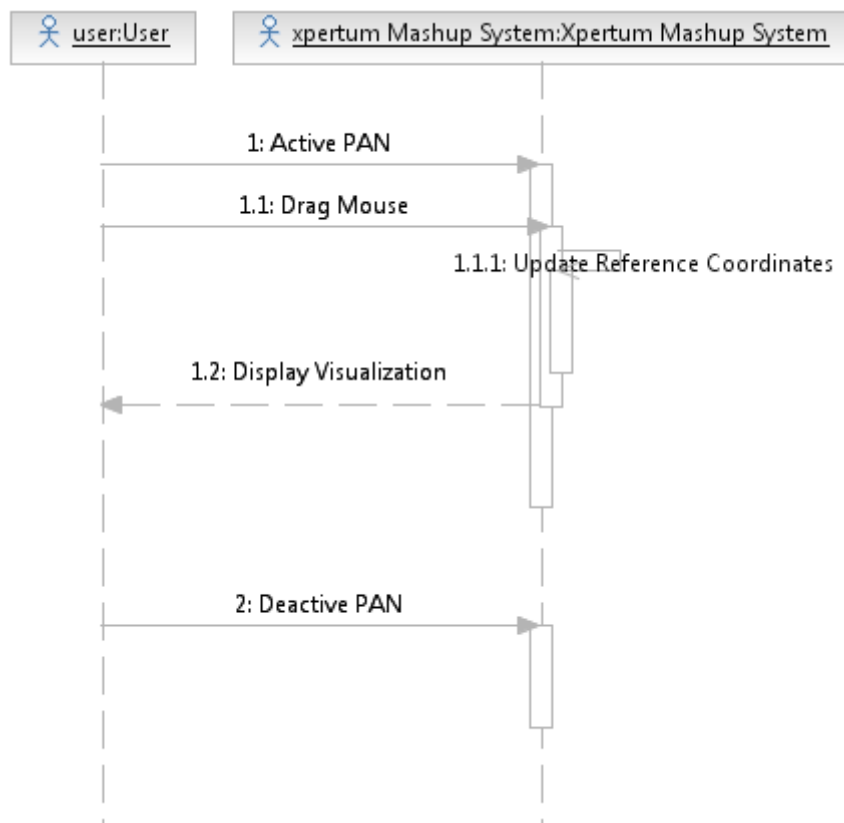 user:User
xpertum Mashup System:Xpertum Mashup System
1: Active PAN
1.1: Drag Mouse
1.1.1: Update Reference Coordinates
1.2: Display Visualization
2: Deactive PAN